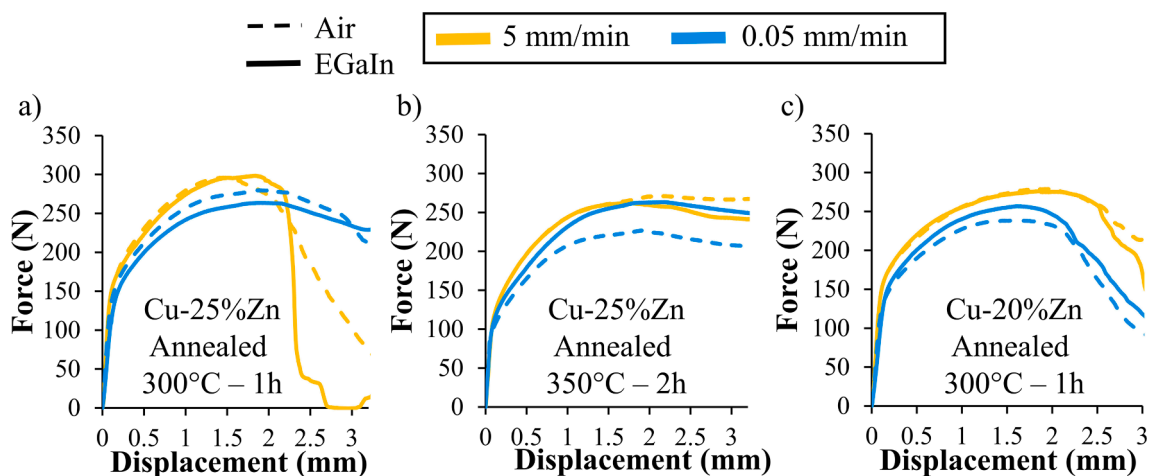 Air
EGaIn
5 mm/min 0.05 mm/min
a)
350
300
250
200
150
100
50
0
Force (N)
Cu-25%Zn
Annealed
300°C – 1h
0 0.5 1 1.5 2 2.5 3
Displacement (mm)
b)
350
300
250
200
150
100
50
0
Force (N)
Cu-25%Zn
Annealed
350°C – 2h
0 0.5 1 1.5 2 2.5 3
Displacement (mm)
c)
350
300
250
200
150
100
50
0
Force (N)
Cu-20%Zn
Annealed
300°C – 1h
0 0.5 1 1.5 2 2.5 3
Displacement (mm)